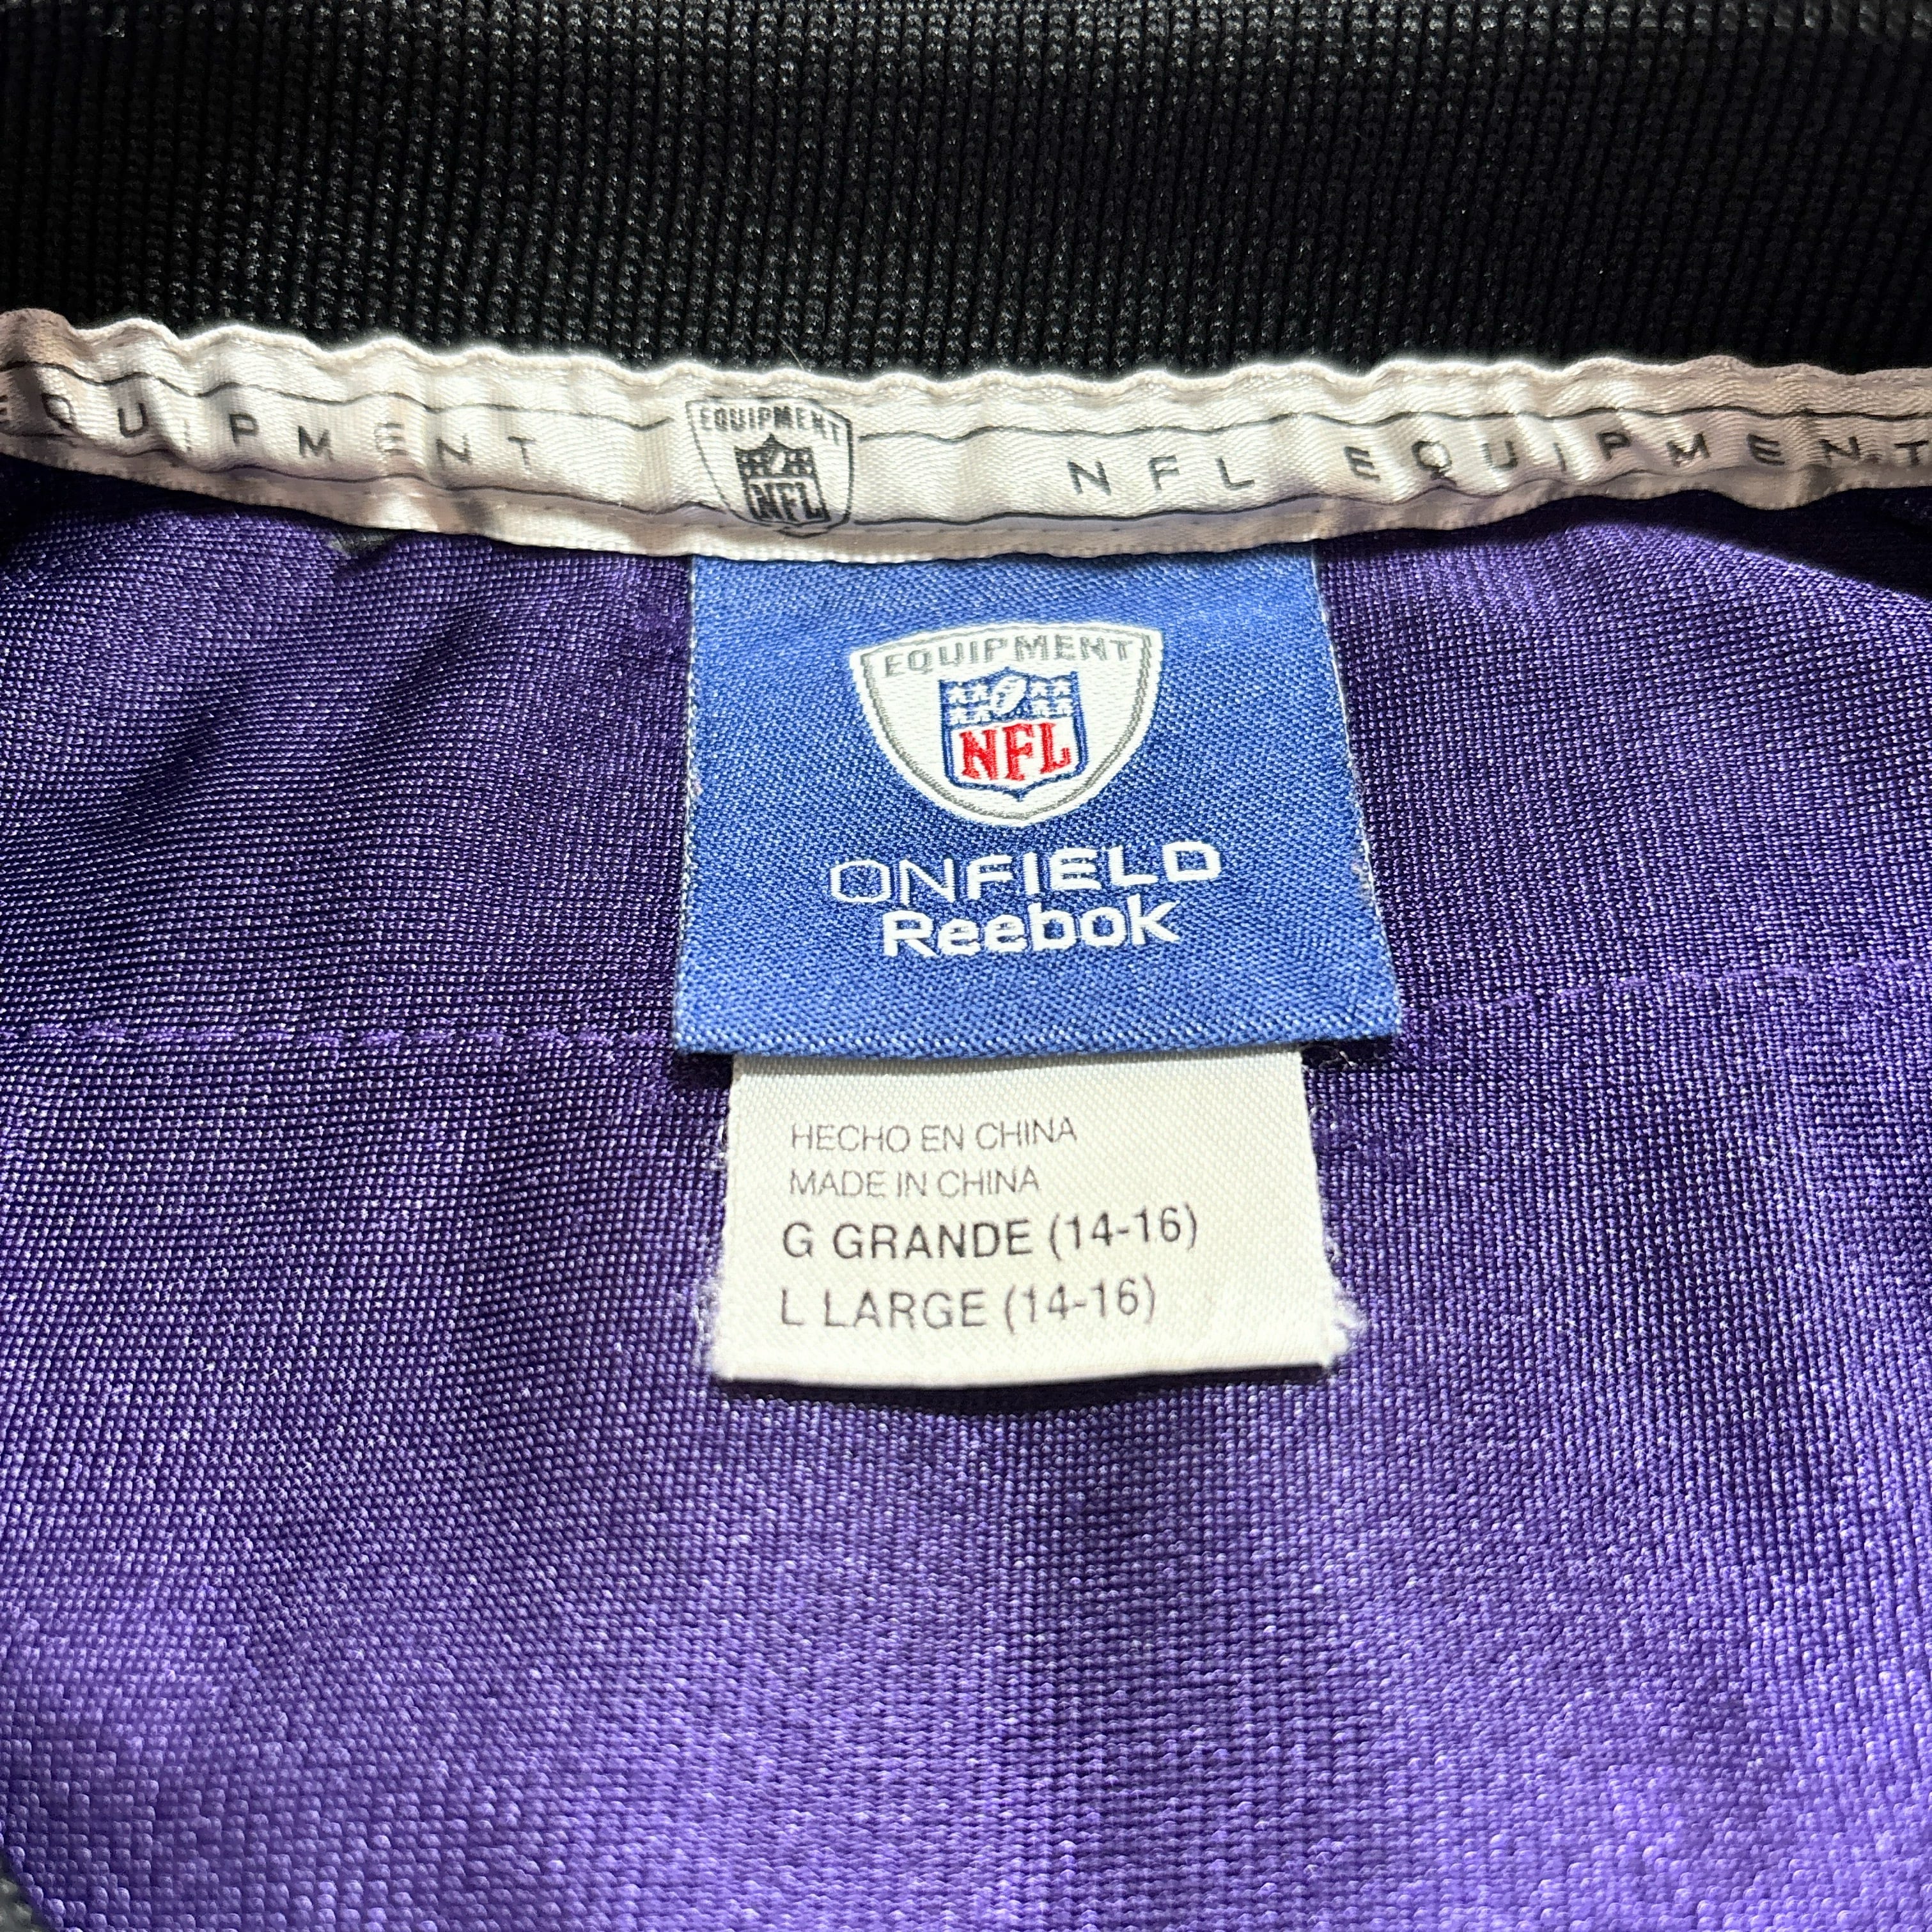 EQUIPMENT
EQUIPMENT
NFL
NFL EQUIPMENT
EQUIPMENT
NFL
ONFIELD
Reebok
HECHO EN CHINA
MADE IN CHINA
G GRANDE (14-16)
L LARGE (14-16)